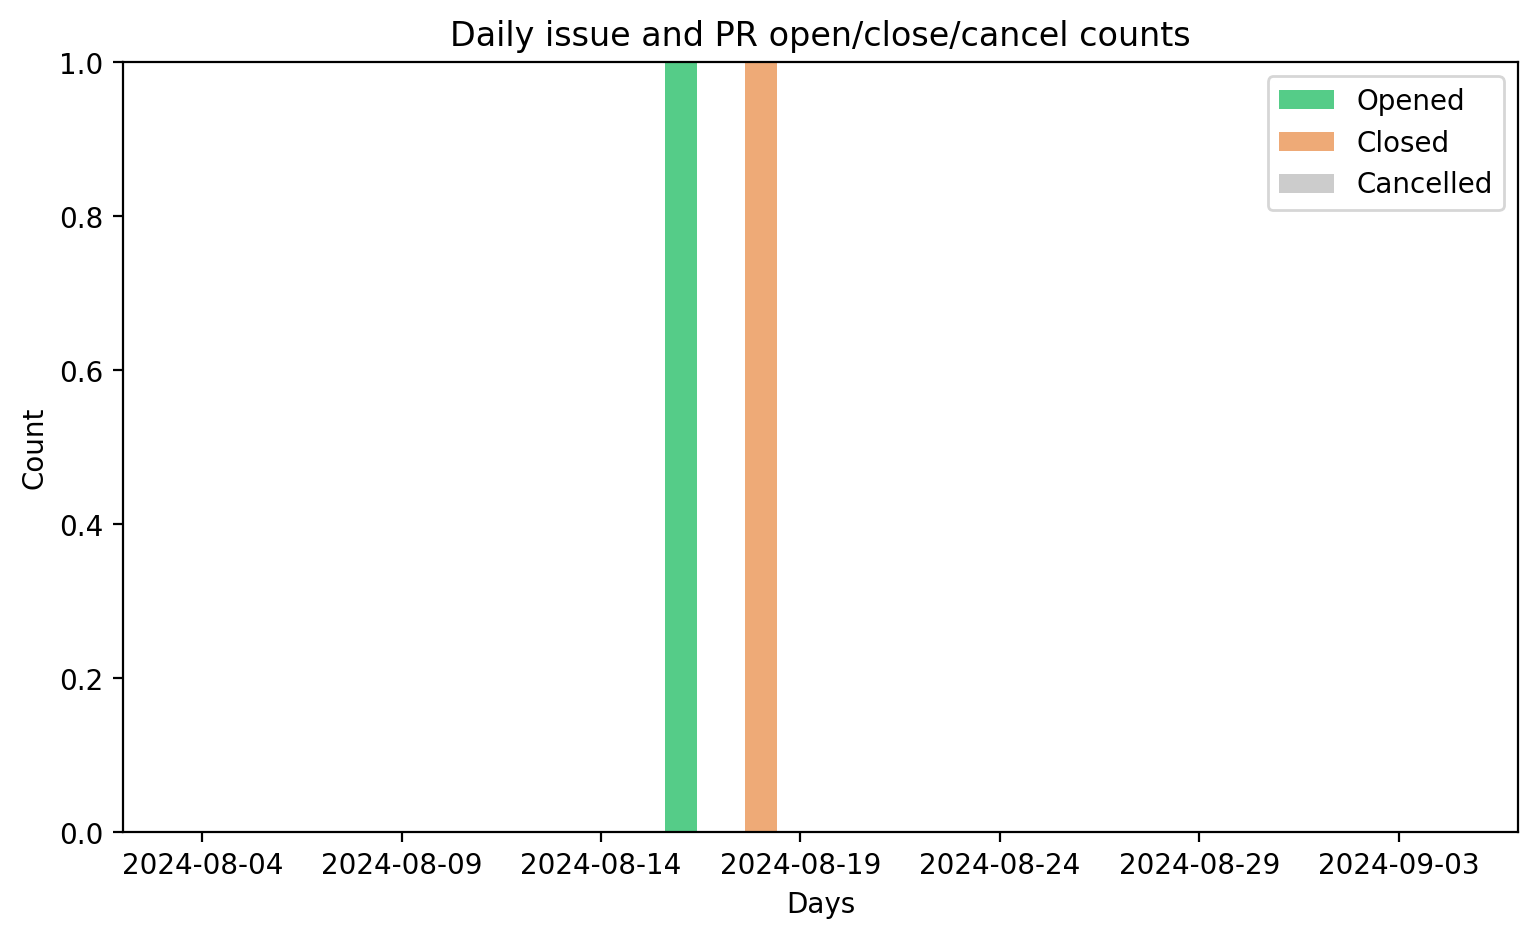 Daily issue and PR open/close/cancel counts
1.0
0.8
0.6
0.4
0.2
0.0
Count
Opened
Closed
Cancelled
2024-08-04
2024-08-09
2024-08-14
2024-08-19
2024-08-24
2024-08-29
2024-09-03
Days